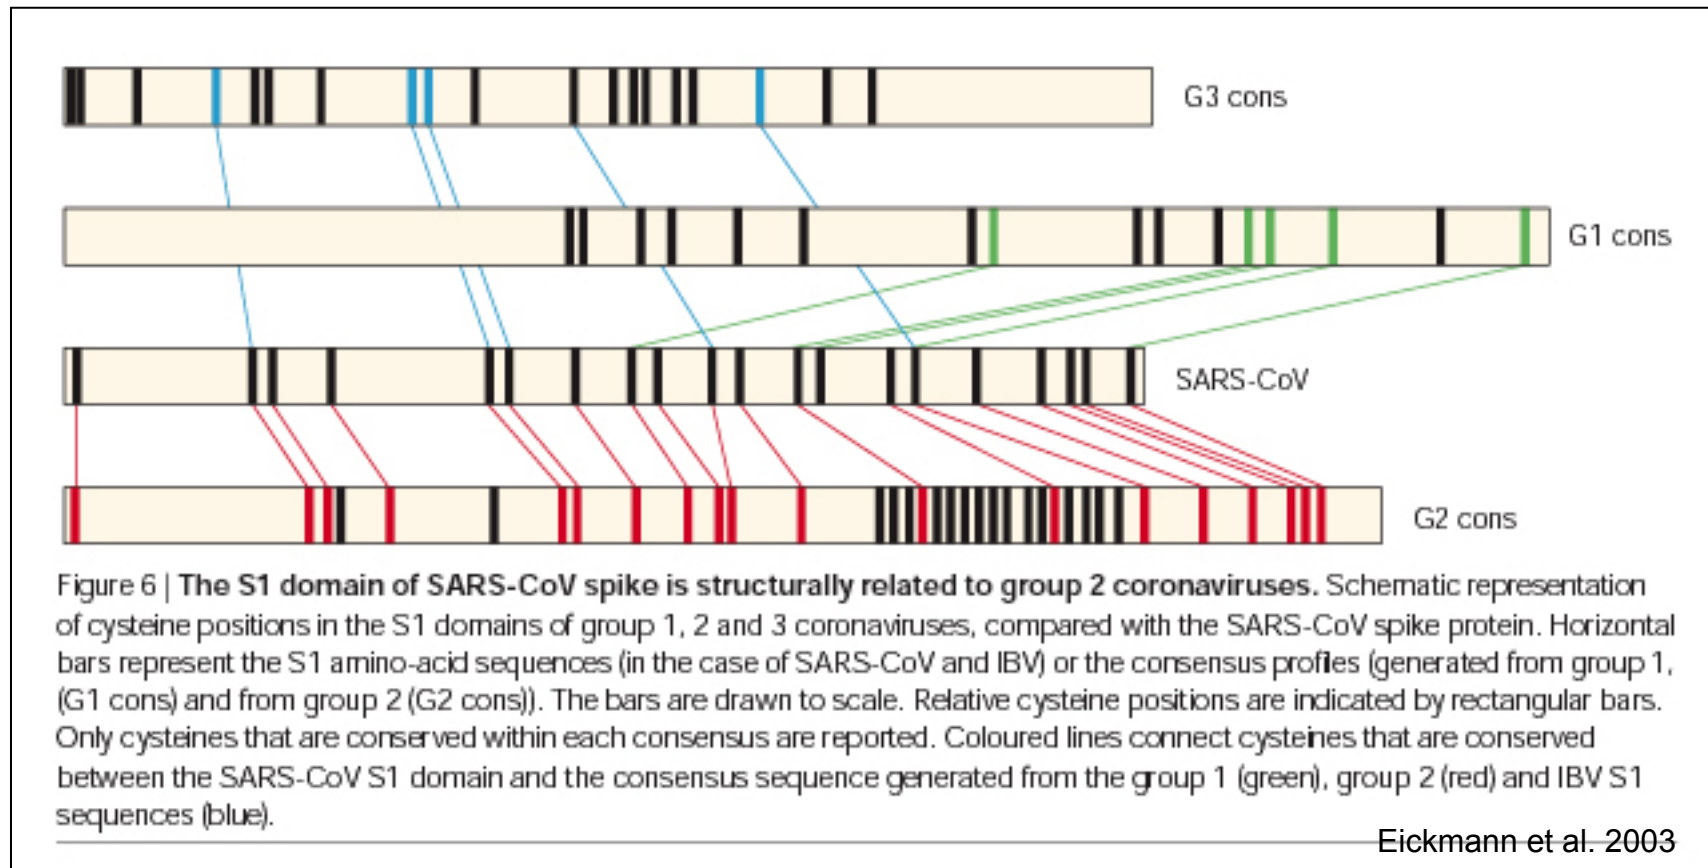 G3 cons
G1 cons
SARS-CoV
G2 cons
Figure 6 | The S1 domain of SARS-CoV spike is structurally related to group 2 coronaviruses. Schematic representation
of cysteine positions in the S1 domains of group 1, 2 and 3 coronaviruses, compared with the SARS-CoV spike protein. Horizontal
bars represent the S1 amino-acid sequences (in the case of SARS-CoV and IBV) or the consensus profiles (generated from group 1,
(G1 cons) and from group 2 (G2 cons)). The bars are drawn to scale. Relative cysteine positions are indicated by rectangular bars.
Only cysteines that are conserved within each consensus are reported. Coloured lines connect cysteines that are conserved
between the SARS-CoV S1 domain and the consensus sequence generated from the group 1 (green), group 2 (red) and IBV S1
sequences (blue).
Eickmann et al. 2003